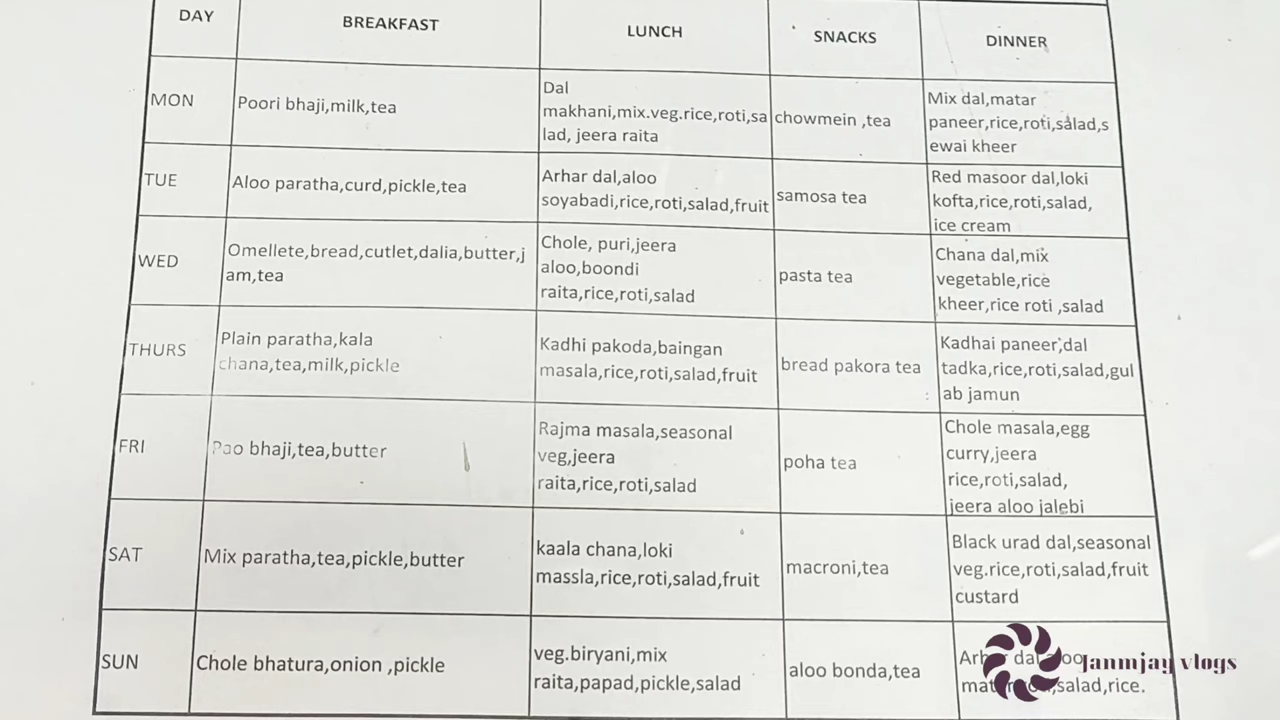 DAY BREAKFAST LUNCH SNACKS DINNER
MON
Poori bhaji,milk,tea
Dal
makhani,mix.veg.rice,roti,sa
lad, jeera raita
chowmein ,tea
Mix dal,matar
paneer,rice,roti,salad,s
ewai kheer
TUE
Aloo paratha,curd,pickle,tea
Arhar dal,aloo
soyabadi,rice,roti,salad,fruit
samosa tea
Red masoor dal,loki
kofta,rice,roti,salad,
ice cream
WED
Omellete,bread,cutlet,dalia,butter,j
am,tea
Chole, puri,jeera
aloo,boondi
raita,rice,roti,salad
pasta tea
Chana dal,mix
vegetable,rice
kheer,rice roti ,salad
THURS
Plain paratha,kala
chana,tea,milk,pickle
Kadhi pakoda,baingan
masala,rice,roti,salad,fruit
bread pakora tea
Kadhai paneer,dal
tadka,rice,roti,salad,gul
ab jamun
FRI
Pao bhaji,tea,butter
Rajma masala,seasonal
veg,jeera
raita,rice,roti,salad
poha tea
Chole masala,egg
curry,jeera
rice,roti,salad,
jeera aloo jalebi
SAT
Mix paratha,tea,pickle,butter
kaala chana,loki
massla,rice,roti,salad,fruit
macroni,tea
Black urad dal,seasonal
veg.rice,roti,salad,fruit
custard
SUN
Chole bhatura,onion ,pickle
veg.biryani,mix
raita,papad,pickle,salad
aloo bonda,tea
dal
,salad,rice.
Janmjay vlogs